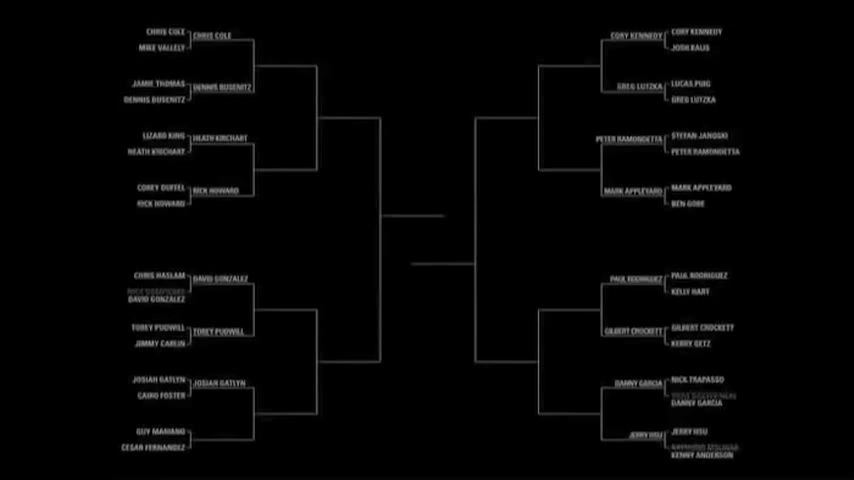 CHRIS COLE
MIKE VALLELY
CHRIS COLE
JAMIE THOMAS
DENNIS BUSENITZ
DENNIS BUSENITZ
LIZARD KING
HEATH KIRCHART
HEATH KIRCHART
COREY DUFFEL
RICK HOWARD
RICK HOWARD
CHRIS HASLAM
DAVID GONZALEZ
DAVID GONZALEZ
TOREY PUDWILL
JIMMY CARLIN
TOREY PUDWILL
JOSIAH GATLYN
CAIRO FOSTER
JOSIAH GATLYN
GUY MARIANO
CESAR FERNANDEZ
CORY KENNEDY
CORY KENNEDY
JOSH KALIS
GREG LUTZKA
LUCAS PUIG
GREG LUTZKA
PETER RAMONDETTA
STEFAN JANOSKI
PETER RAMONDETTA
MARK APPLEYARD
MARK APPLEYARD
BEN GORE
PAUL RODRIGUEZ
PAUL RODRIGUEZ
KELLY HART
GILBERT CROCKETT
GILBERT CROCKETT
KERRY GETZ
DANNY GARCIA
NICK TRAPASSO
DANNY GARCIA
JERRY HSU
JERRY HSU
KENNY ANDERSON